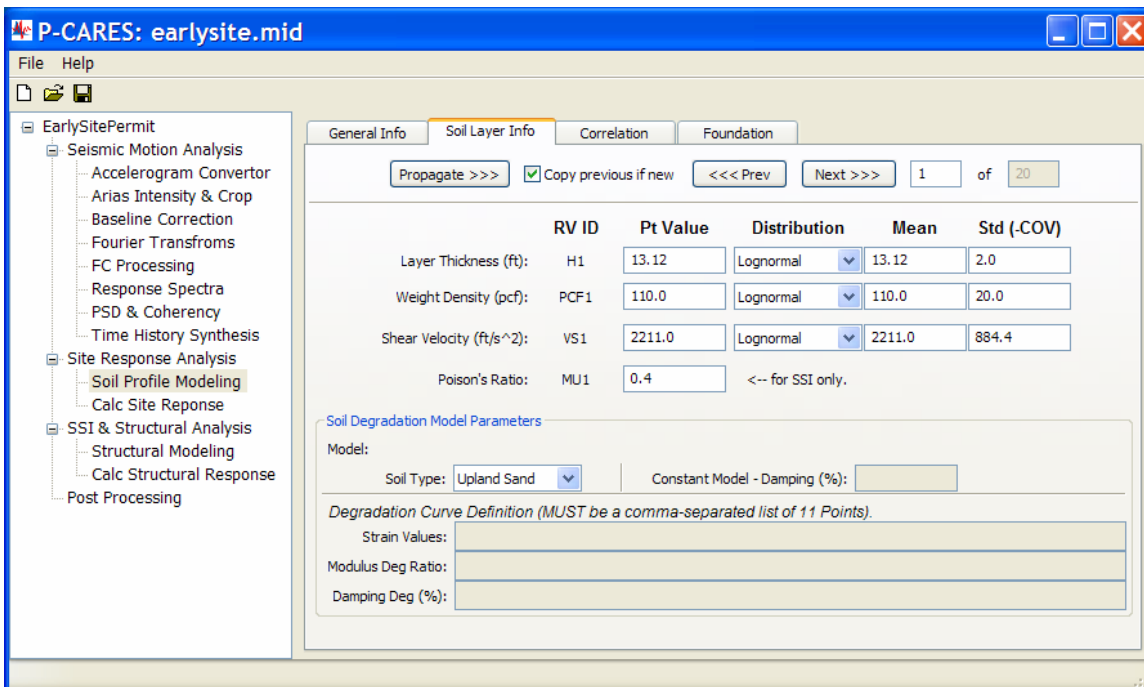 P-CARES: earlysite.mid
File Help
EarlySitePermit
Seismic Motion Analysis
Accelerogram Convertor
Arias Intensity & Crop
Baseline Correction
Fourier Transfroms
FC Processing
Response Spectra
PSD & Coherency
Time History Synthesis
Site Response Analysis
Soil Profile Modeling
Calc Site Reponse
SSI & Structural Analysis
Structural Modeling
Calc Structural Response
Post Processing
General Info Soil Layer Info Correlation Foundation
Propagate >>> Copy previous if new <<< Prev Next >>> 1 of 20
RV ID Pt Value Distribution Mean Std (-COV)
Layer Thickness (ft): H1 13.12 Lognormal 13.12 2.0
Weight Density (pcf): PCF1 110.0 Lognormal 110.0 20.0
Shear Velocity (ft/s^2): VS1 2211.0 Lognormal 2211.0 884.4
Poison's Ratio: MU1 0.4 <-- for SSI only.
Soil Degradation Model Parameters
Model:
Soil Type: Upland Sand Constant Model - Damping (%):
Degradation Curve Definition (MUST be a comma-separated list of 11 Points).
Strain Values:
Modulus Deg Ratio:
Damping Deg (%):